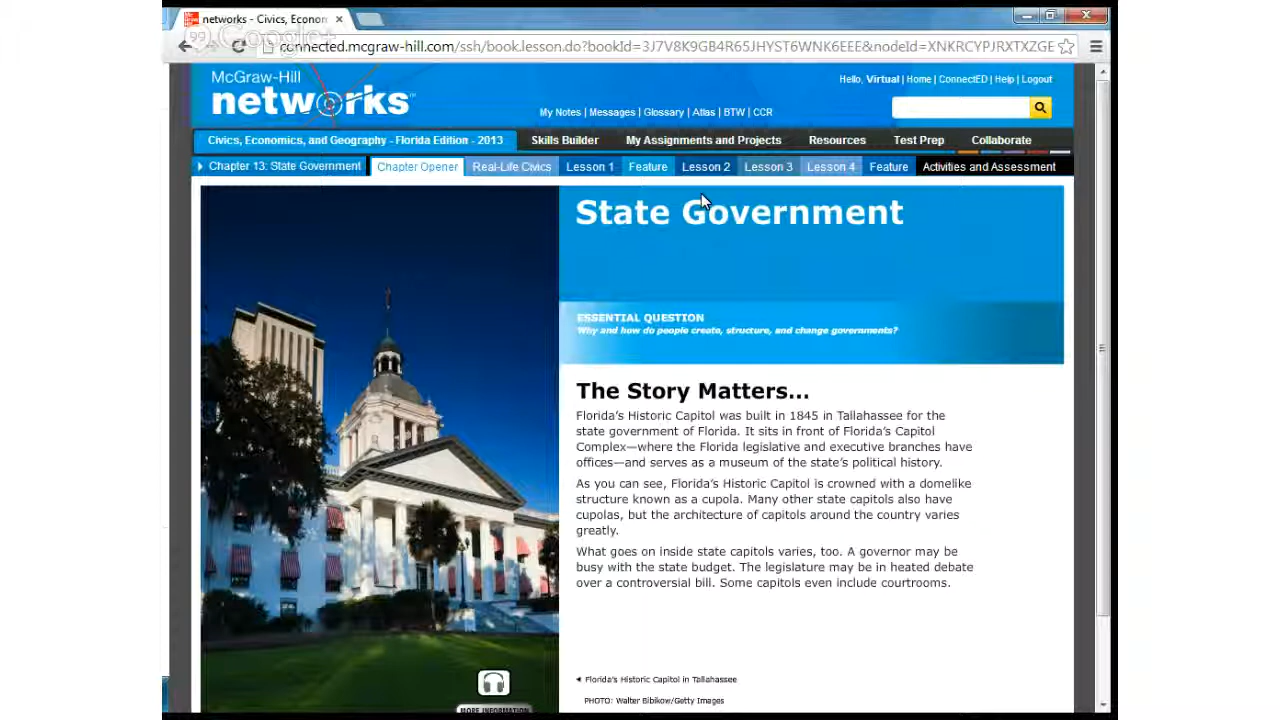 networks - Civics, Econon
Google+
connected.mcgraw-hill.com/ssh/book.lesson.do?bookId=3J7V8K9GB4R65JHYST6WNK6EEE&nodeId=XNKRCYPJRXTXZGE
McGraw-Hill
networks™
Hello, Virtual | Home | ConnectED | Help | Logout
My Notes | Messages | Glossary | Atlas | BTW | CCR
Civics, Economics, and Geography - Florida Edition - 2013 Skills Builder My Assignments and Projects Resources Test Prep Collaborate
Chapter 13: State Government Chapter Opener Real-Life Civics Lesson 1 Feature Lesson 2 Lesson 3 Lesson 4 Feature Activities and Assessment
State Government
ESSENTIAL QUESTION
Why and how do people create, structure, and change governments?
The Story Matters...
Florida's Historic Capitol was built in 1845 in Tallahassee for the
state government of Florida. It sits in front of Florida's Capitol
Complex—where the Florida legislative and executive branches have
offices—and serves as a museum of the state's political history.
As you can see, Florida's Historic Capitol is crowned with a domelike
structure known as a cupola. Many other state capitols also have
cupolas, but the architecture of capitols around the country varies
greatly.
What goes on inside state capitols varies, too. A governor may be
busy with the state budget. The legislature may be in heated debate
over a controversial bill. Some capitols even include courtrooms.
Florida's Historic Capitol in Tallahassee
PHOTO: Walter Bibikow/Getty Images
MORE INFORMATION